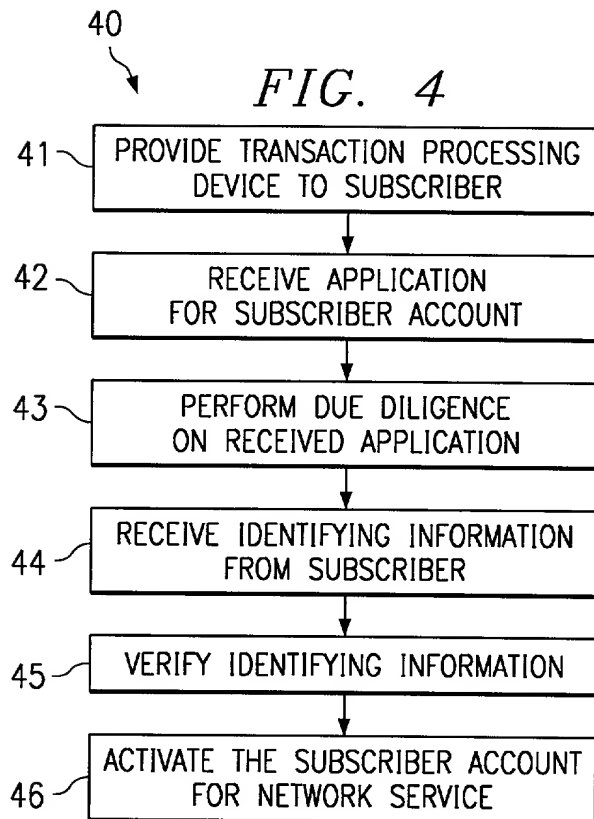 40
FIG. 4
41
PROVIDE TRANSACTION PROCESSING
DEVICE TO SUBSCRIBER
42
RECEIVE APPLICATION
FOR SUBSCRIBER ACCOUNT
43
PERFORM DUE DILIGENCE
ON RECEIVED APPLICATION
44
RECEIVE IDENTIFYING INFORMATION
FROM SUBSCRIBER
45
VERIFY IDENTIFYING INFORMATION
46
ACTIVATE THE SUBSCRIBER ACCOUNT
FOR NETWORK SERVICE